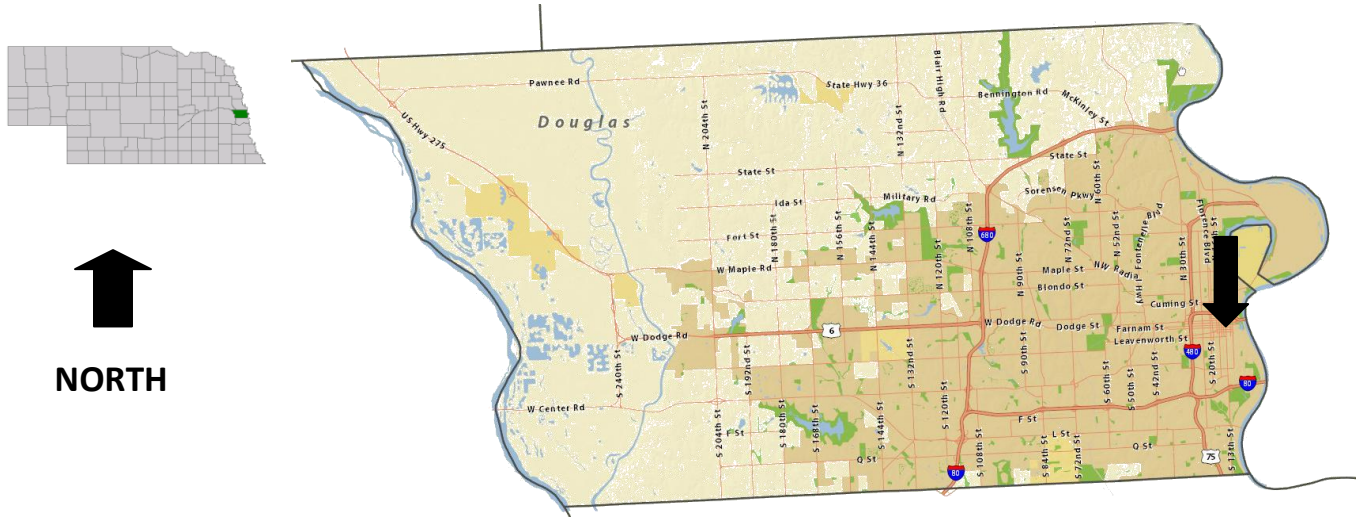 Pawnee Rd
State Hwy 36
Blair High Rd
Bennington Rd
McKinley St
US Hwy 275
Douglas
N 204th St
N 132nd St
State St
State St
N 60th St
Ida St
Military Rd
Sorensen Pkwy
Fort St
N 180th St
N 156th St
N 144th St
N 120th St
N 108th St
680
N 72nd St
N 52nd St
Fontenelle Blvd
Florence Blvd
N 30th St
W Maple Rd
N 90th St
Maple St
NW Radial Hwy
Blondo St
Cuming St
W Dodge Rd
6
W Dodge Rd
Dodge St
Farnam St
Leavenworth St
480
S 20th St
S 240th St
S 192nd St
S 132nd St
S 90th St
S 60th St
S 50th St
S 42nd St
80
W Center Rd
S 204th St
F St
S 180th St
S 168th St
S 144th St
S 120th St
F St
L St
Q St
Q St
S 108th St
S 84th St
S 72nd St
75
S 13th St
80
NORTH